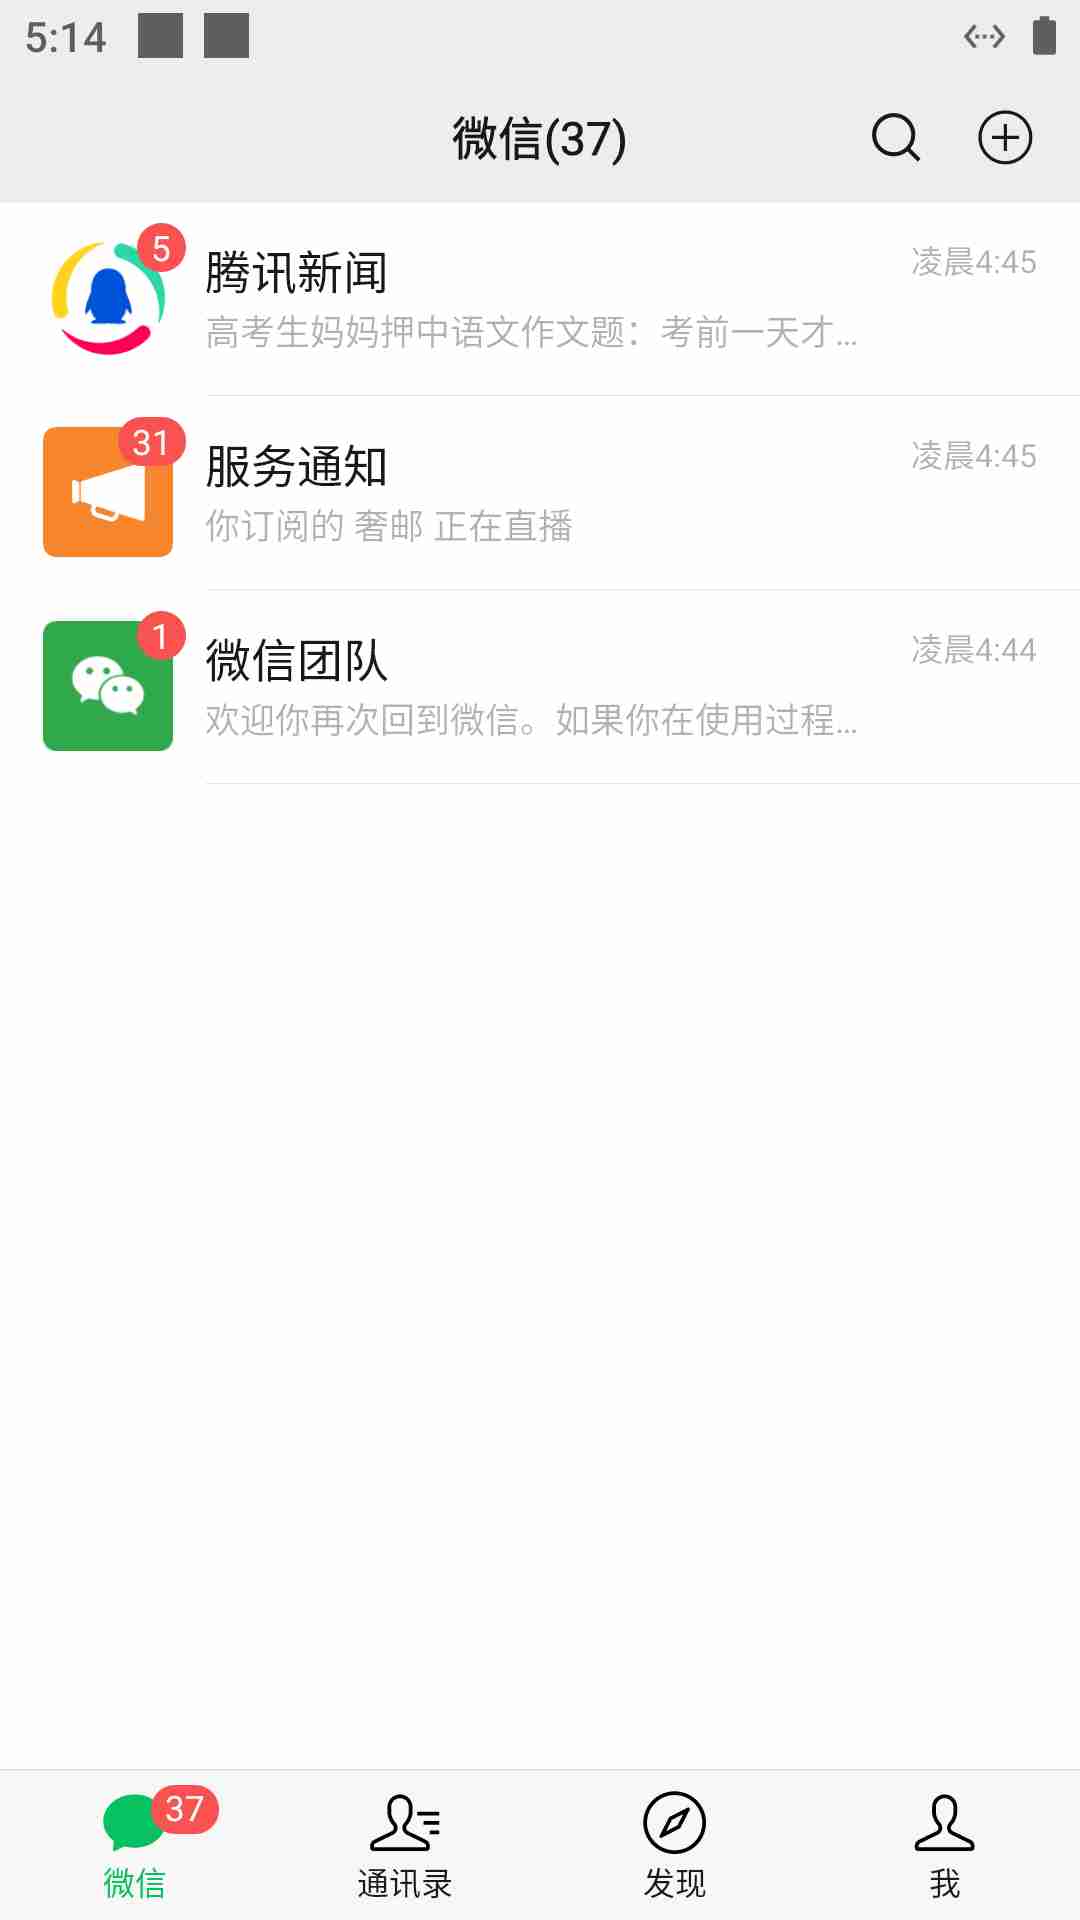 5:14
微信(37)
5
腾讯新闻
凌晨4:45
高考生妈妈押中语文作文题：考前一天才...
31
服务通知
凌晨4:45
你订阅的 奢邮 正在直播
1
微信团队
凌晨4:44
欢迎你再次回到微信。如果你在使用过程...
37
微信
通讯录
发现
我